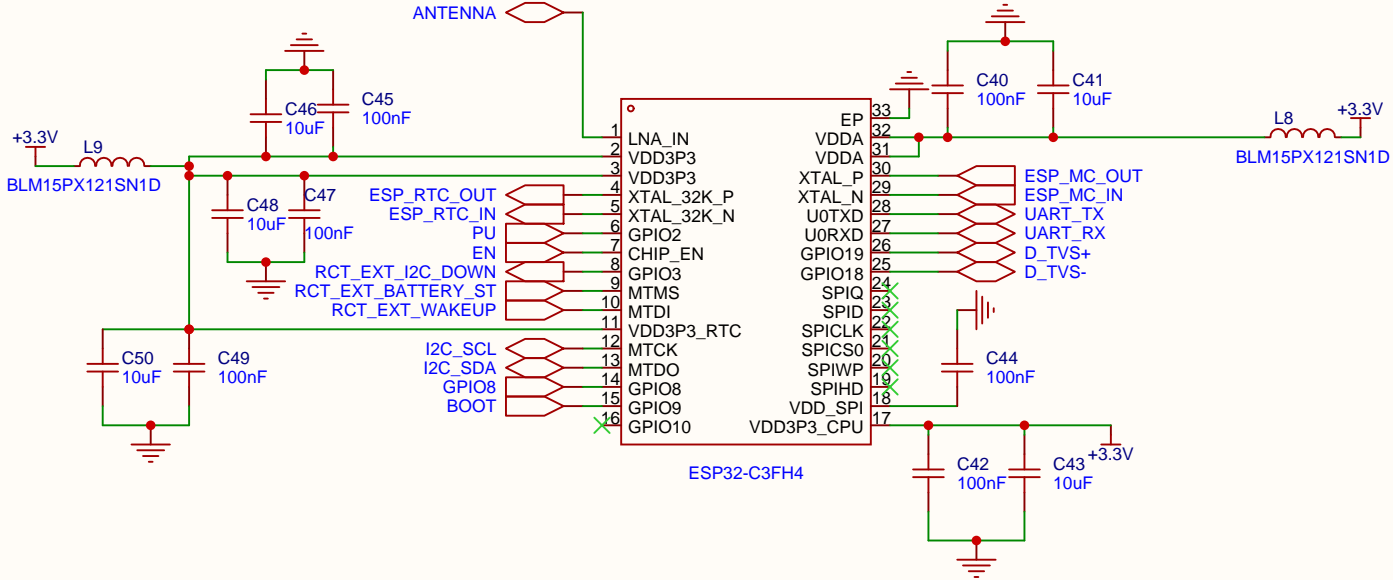 ANTENNA
C46
10uF
C45
100nF
C40
100nF
C41
10uF
+3.3V
L9
BLM15PX121SN1D
+3.3V
L8
BLM15PX121SN1D
C48
10uF
C47
100nF
ESP_RTC_OUT
ESP_RTC_IN
PU
EN
RCT_EXT_I2C_DOWN
RCT_EXT_BATTERY_ST
RCT_EXT_WAKEUP
I2C_SCL
I2C_SDA
GPIO8
BOOT
C50
10uF
C49
100nF
1 LNA_IN
2 VDD3P3
3 VDD3P3
4 XTAL_32K_P
5 XTAL_32K_N
6 GPIO2
7 CHIP_EN
8 GPIO3
9 MTMS
10 MTDI
11 VDD3P3_RTC
12 MTCK
13 MTDO
14 GPIO8
15 GPIO9
16 GPIO10
EP 33
VDDA 32
VDDA 31
XTAL_P 30
XTAL_N 29
U0TXD 28
U0RXD 27
GPIO19 26
GPIO18 25
SPIQ 24
SPID 23
SPICLK 22
SPICS0 21
SPIWP 20
SPIHD 19
VDD_SPI 18
VDD3P3_CPU 17
ESP32-C3FH4
ESP_MC_OUT
ESP_MC_IN
UART_TX
UART_RX
D_TVS+
D_TVS-
C44
100nF
C42
100nF
C43
10uF
+3.3V